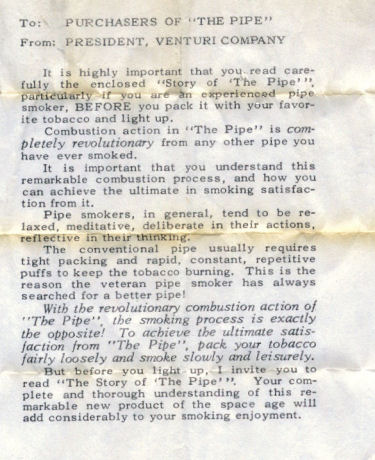 To: PURCHASERS OF "THE PIPE"
From: PRESIDENT, VENTURI COMPANY
It is highly important that you read care-
fully the enclosed "Story of 'The Pipe'",
particularly if you are an experienced pipe
smoker, BEFORE you pack it with your favor-
ite tobacco and light up.
Combustion action in "The Pipe" is com-
pletely revolutionary from any other pipe you
have ever smoked.
It is important that you understand this
remarkable combustion process, and how you
can achieve the ultimate in smoking satisfac-
tion from it.
Pipe smokers, in general, tend to be re-
laxed, meditative, deliberate in their actions,
reflective in their thinking.
The conventional pipe usually requires
tight packing and rapid, constant, repetitive
puffs to keep the tobacco burning. This is the
reason the veteran pipe smoker has always
searched for a better pipe!
With the revolutionary combustion action of
"The Pipe", the smoking process is exactly
the opposite! To achieve the ultimate satis-
faction from "The Pipe", pack your tobacco
fairly loosely and smoke slowly and leisurely.
But before you light up, I invite you to
read "The Story of 'The Pipe'". Your com-
plete and thorough understanding of this re-
markable new product of the space age will
add considerably to your smoking enjoyment.